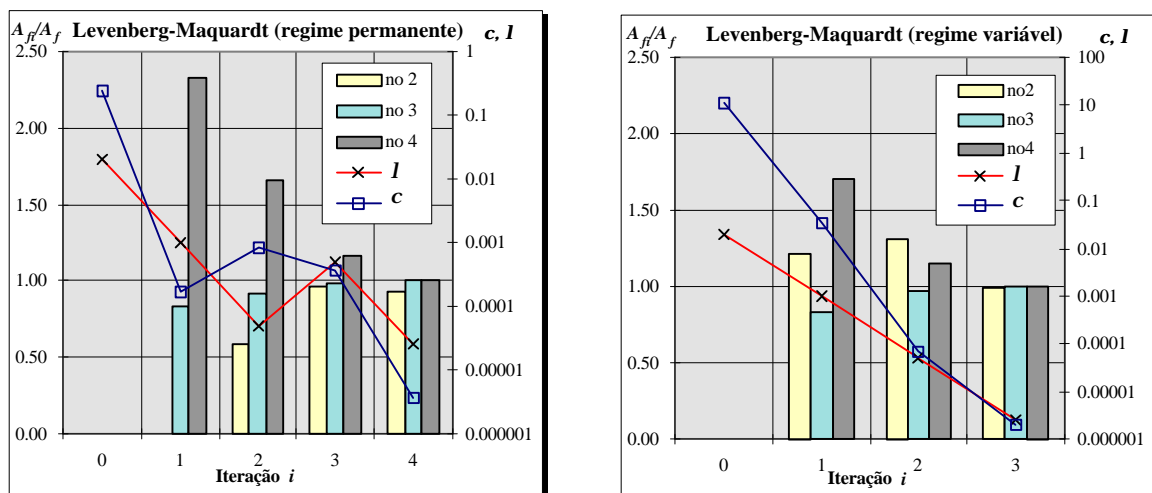 A_fi/A_f Levenberg-Maquardt (regime permanente) c, l
2.50
2.00
1.50
1.00
0.50
0.00
no 2
no 3
no 4
l
c
1
0.1
0.01
0.001
0.0001
0.00001
0.000001
0 1 2 3 4
Iteração i
A_fi/A_f Levenberg-Maquardt (regime variável) c, l
2.50
2.00
1.50
1.00
0.50
0.00
no2
no3
no4
l
c
100
10
1
0.1
0.01
0.001
0.0001
0.00001
0.000001
0 1 2 3
Iteração i